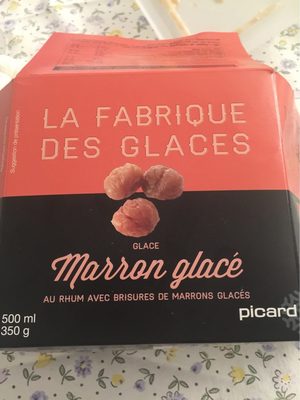 LA FABRIQUE
DES GLACES
Suggestion de présentation
GLACE
Marron glacé
AU RHUM AVEC BRISURES DE MARRONS GLACÉS
500 ml
350 g
picard